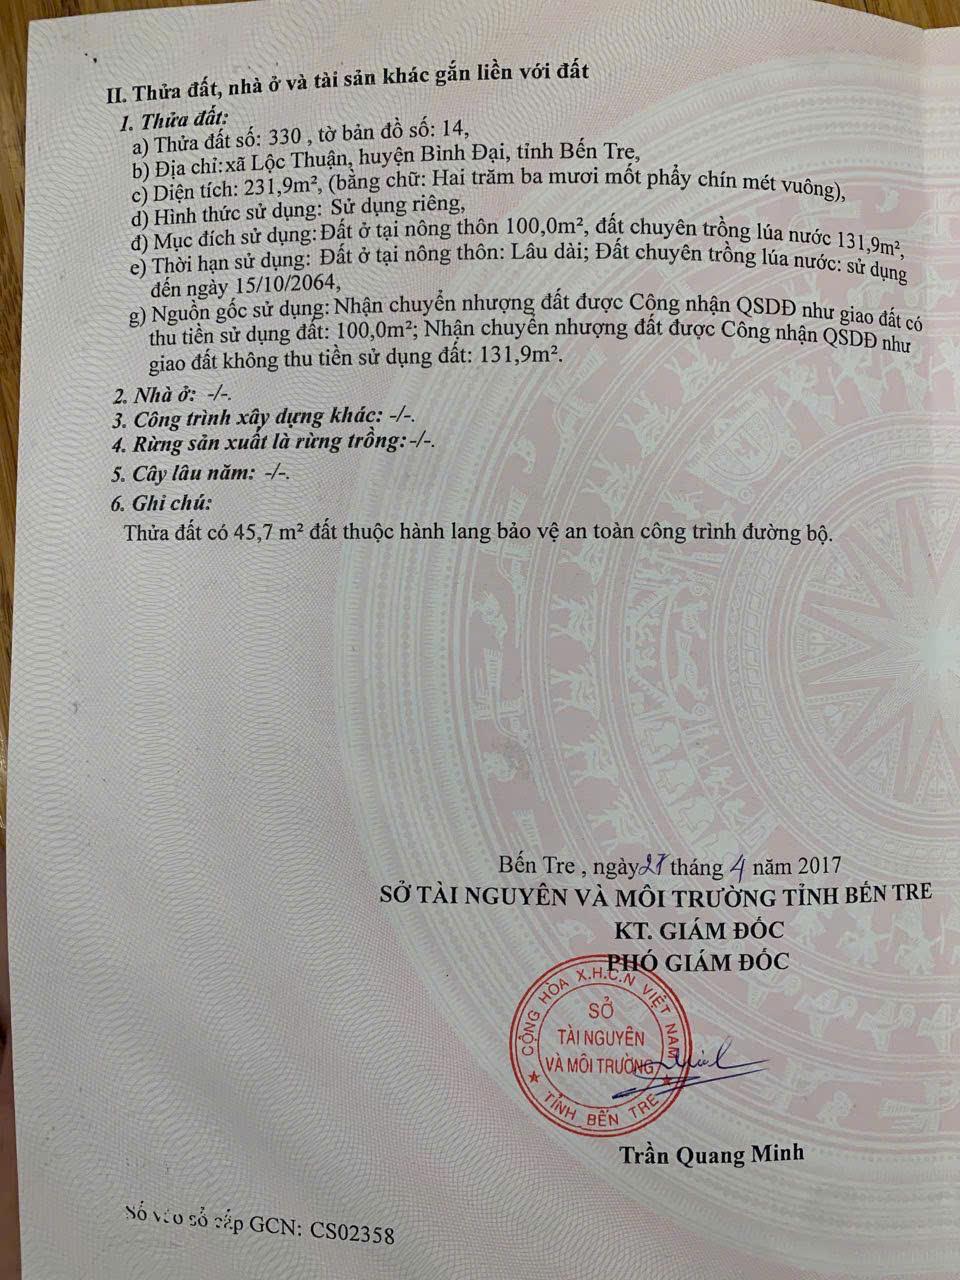 II. Thửa đất, nhà ở và tài sản khác gắn liền với đất
1. Thửa đất:
a) Thửa đất số: 330 , tờ bản đồ số: 14,
b) Địa chỉ: xã Lộc Thuận, huyện Bình Đại, tỉnh Bến Tre,
c) Diện tích: 231,9m², (bằng chữ: Hai trăm ba mươi mốt phẩy chín mét vuông),
d) Hình thức sử dụng: Sử dụng riêng,
đ) Mục đích sử dụng: Đất ở tại nông thôn 100,0m², đất chuyên trồng lúa nước 131,9m²,
e) Thời hạn sử dụng: Đất ở tại nông thôn: Lâu dài; Đất chuyên trồng lúa nước: sử dụng
đến ngày 15/10/2064,
g) Nguồn gốc sử dụng: Nhận chuyển nhượng đất được Công nhận QSDĐ như giao đất có
thu tiền sử dụng đất: 100,0m²; Nhận chuyển nhượng đất được Công nhận QSDĐ như
giao đất không thu tiền sử dụng đất: 131,9m².
2. Nhà ở: -/-.
3. Công trình xây dựng khác: -/-.
4. Rừng sản xuất là rừng trồng: -/-.
5. Cây lâu năm: -/-.
6. Ghi chú:
Thửa đất có 45,7 m² đất thuộc hành lang bảo vệ an toàn công trình đường bộ.
Bến Tre , ngày 27 tháng 4 năm 2017
SỞ TÀI NGUYÊN VÀ MÔI TRƯỜNG TỈNH BẾN TRE
KT. GIÁM ĐỐC
PHÓ GIÁM ĐỐC
CỘNG HÒA X.H.C.N VIỆT NAM
SỞ
TÀI NGUYÊN
VÀ MÔI TRƯỜNG
TỈNH BẾN TRE
Trần Quang Minh
Số vào sổ cấp GCN: CS02358